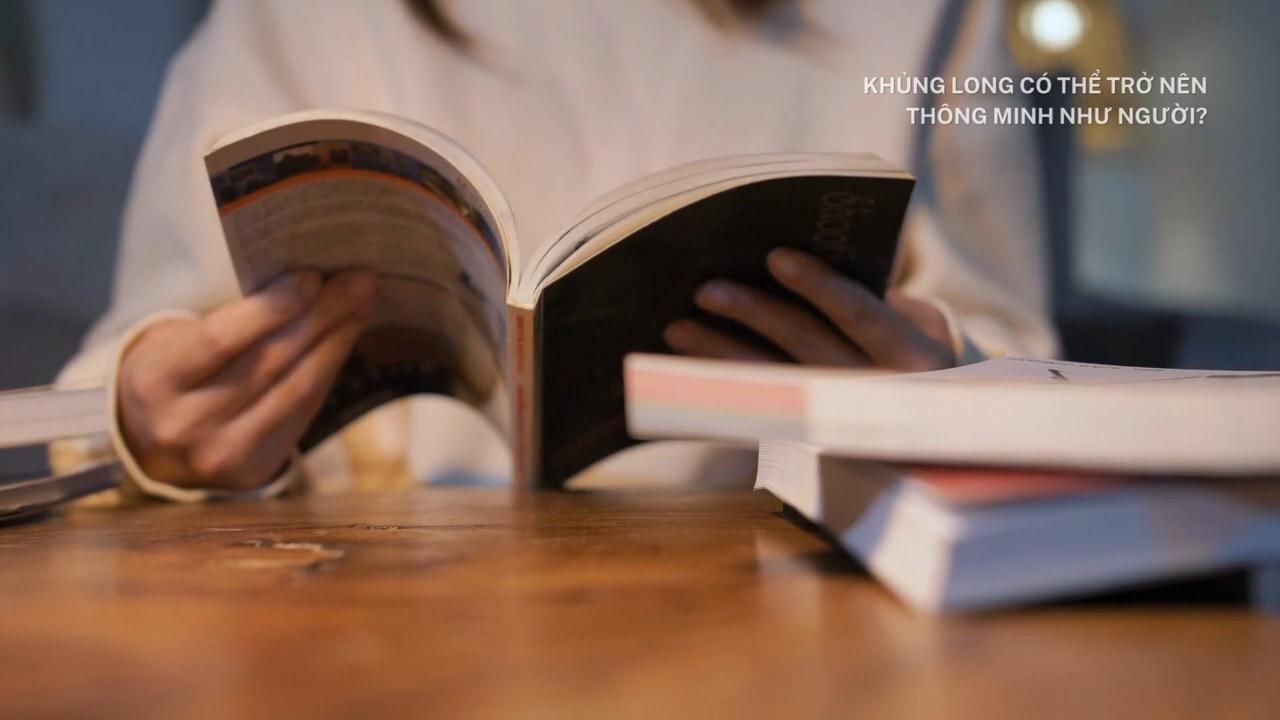 KHỦNG LONG CÓ THỂ TRỞ NÊN
THÔNG MINH NHƯ NGƯỜI?